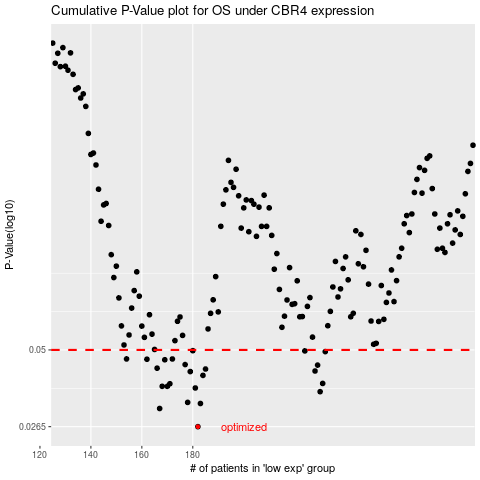 Cumulative P-Value plot for OS under CBR4 expression
P-Value(log10)
0.05
optimized
0.0265
120 140 160 180
# of patients in 'low exp' group